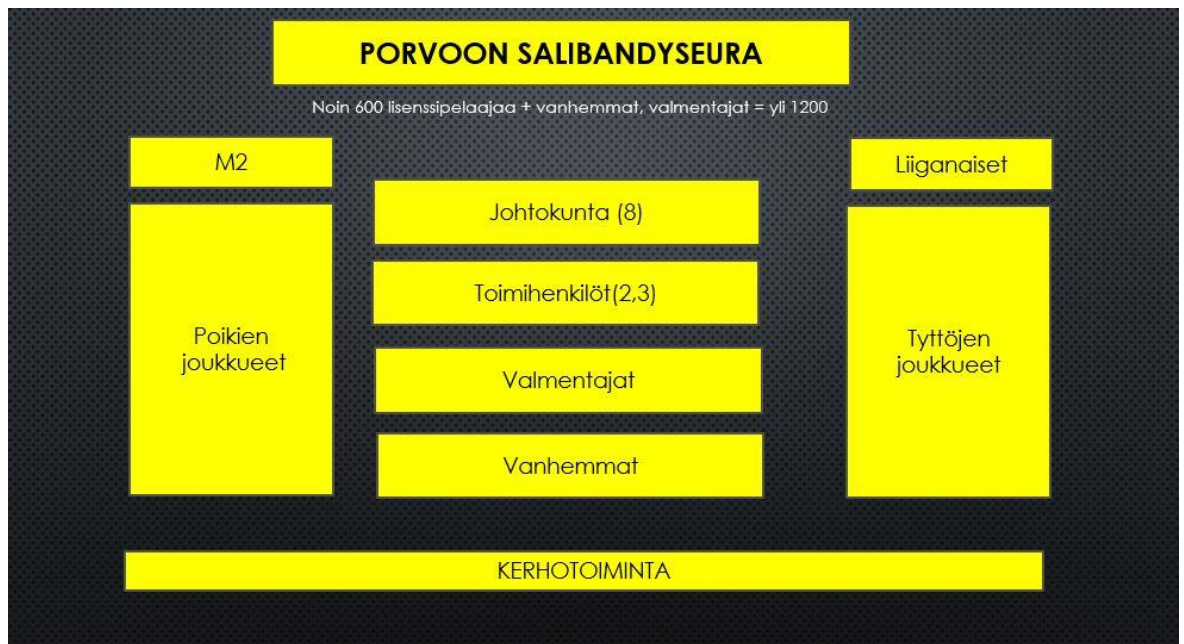 PORVOON SALIBANDYSEURA
Noin 600 lisenssipelaajaa + vanhemmat, valmentajat = yli 1200
M2
Poikien
joukkueet
Johtokunta (8)
Toimihenkilöt(2,3)
Valmentajat
Vanhemmat
Liiganaiset
Tyttöjen
joukkueet
KERHOTOIMINTA